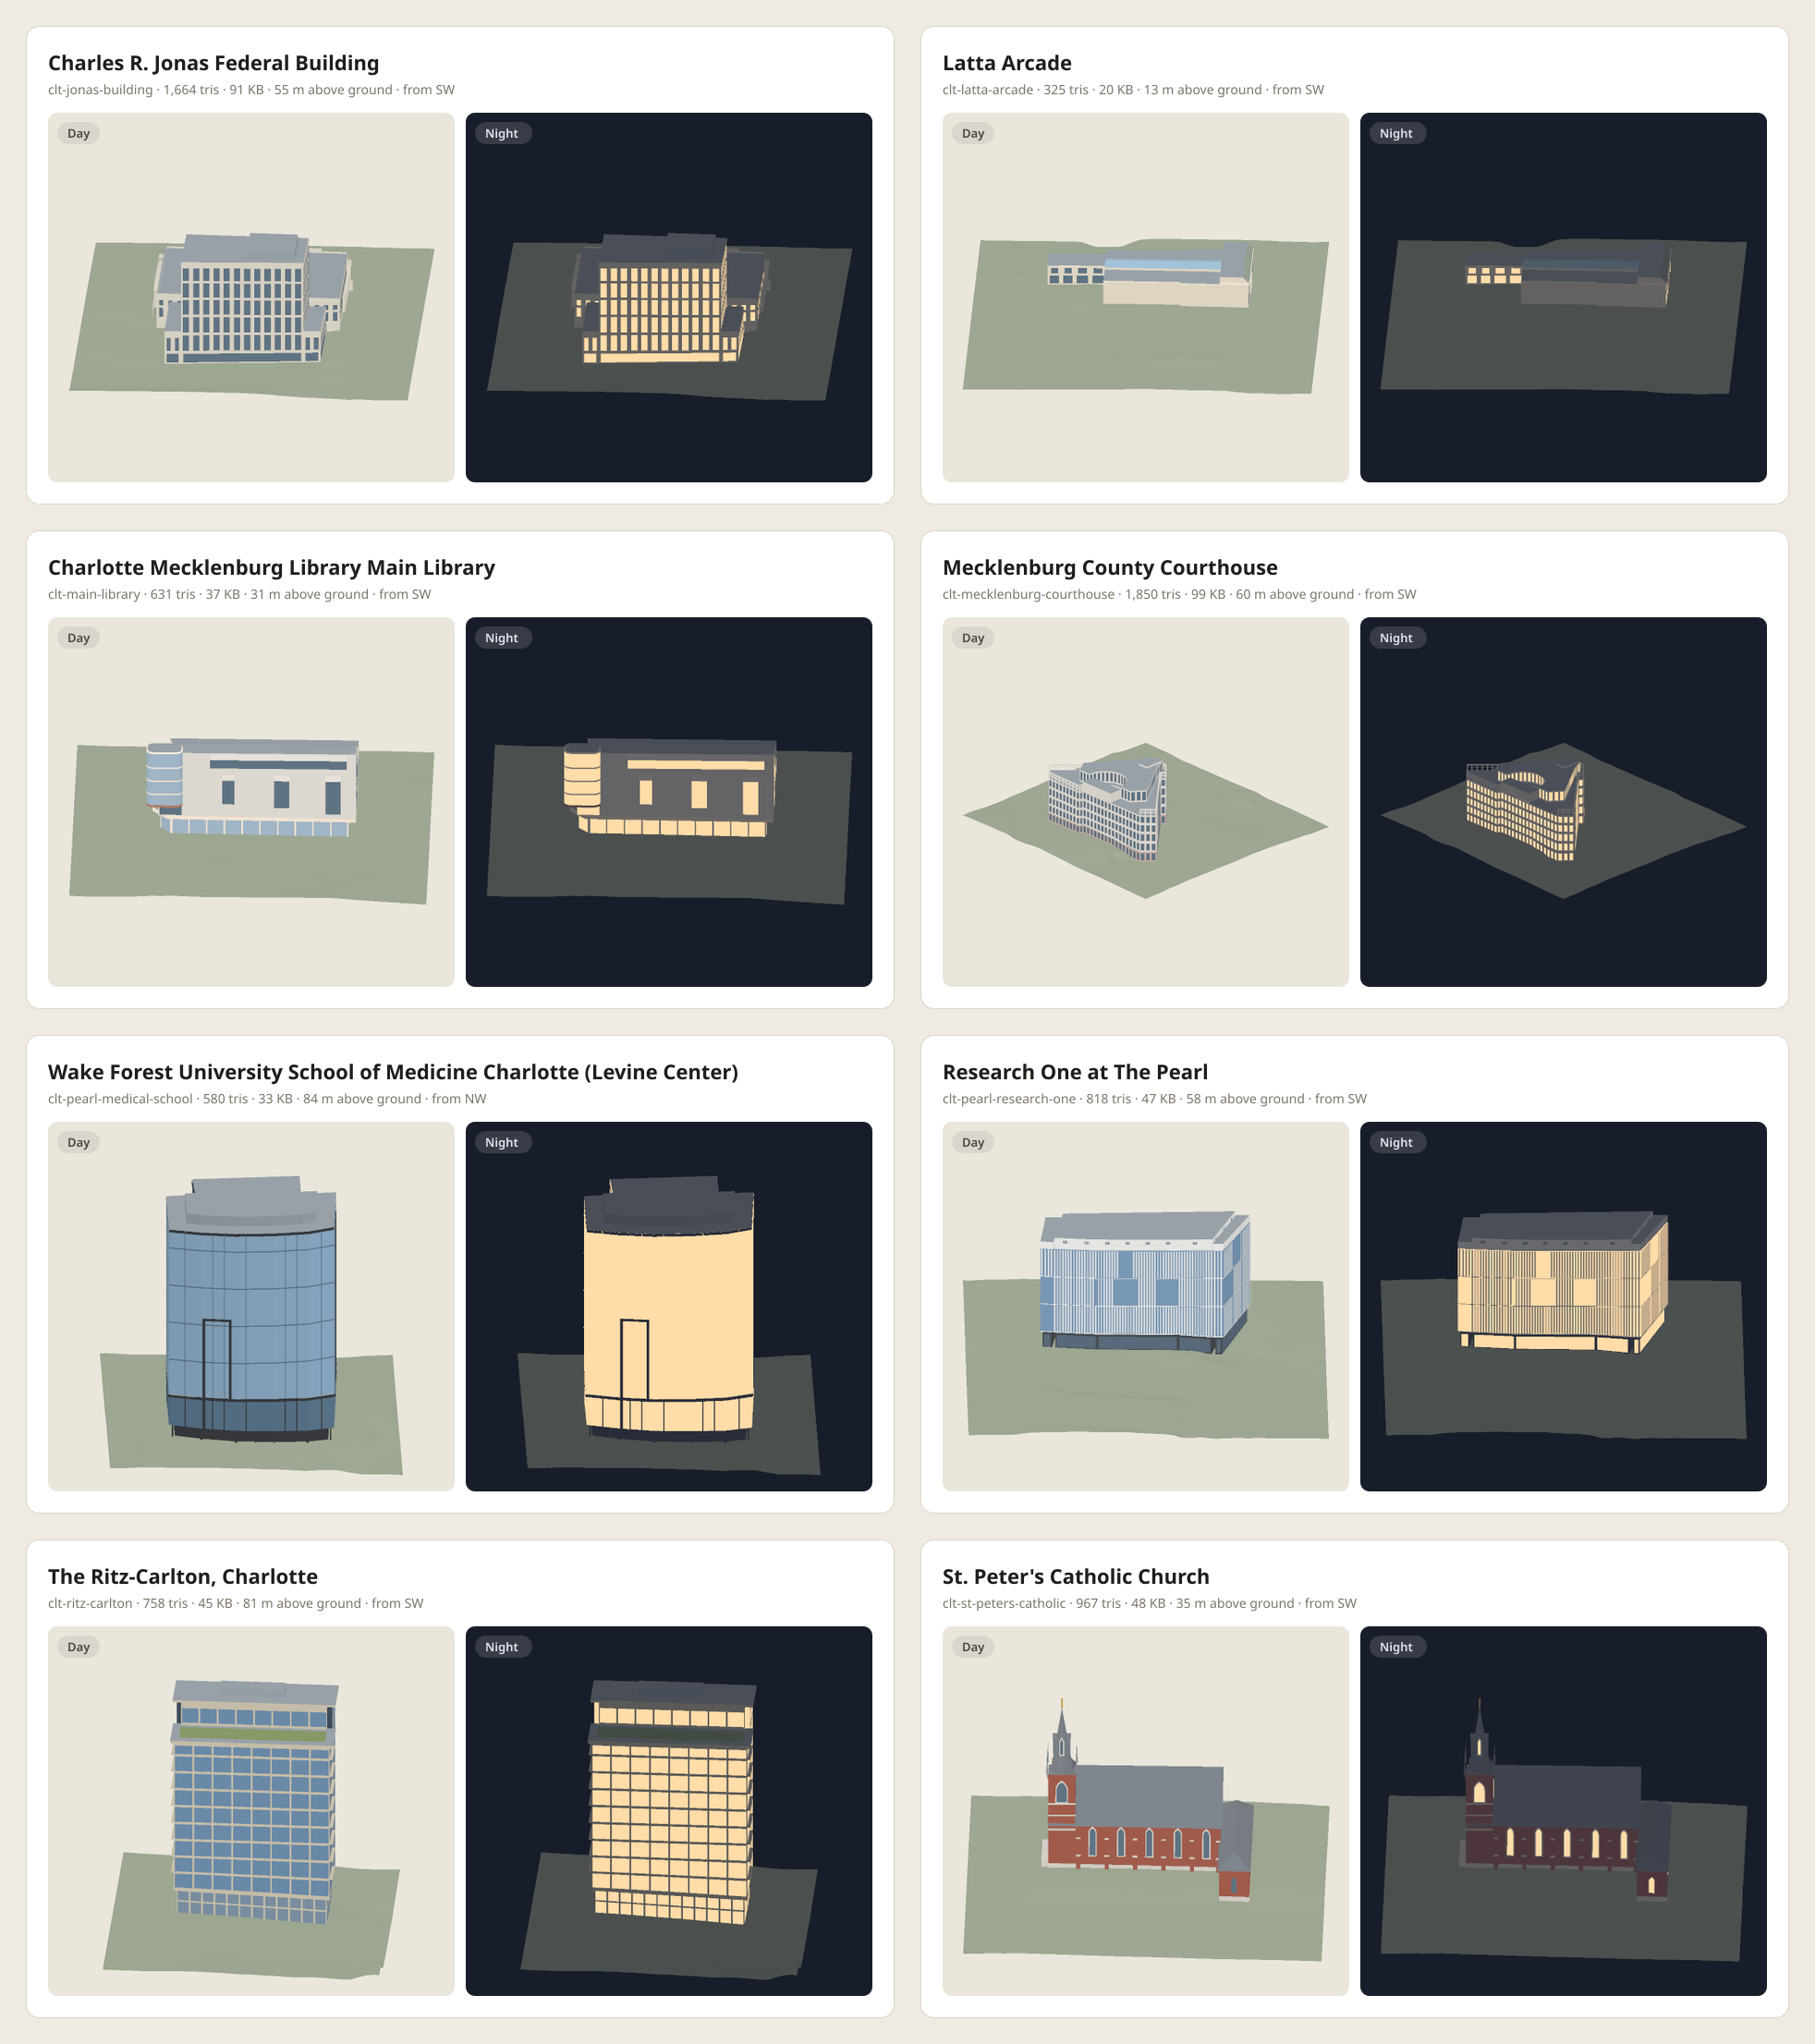 Charles R. Jonas Federal Building
clt-jonas-building · 1,664 tris · 91 KB · 55 m above ground · from SW
Day
Night
Latta Arcade
clt-latta-arcade · 325 tris · 20 KB · 13 m above ground · from SW
Day
Night
Charlotte Mecklenburg Library Main Library
clt-main-library · 631 tris · 37 KB · 31 m above ground · from SW
Day
Night
Mecklenburg County Courthouse
clt-mecklenburg-courthouse · 1,850 tris · 99 KB · 60 m above ground · from SW
Day
Night
Wake Forest University School of Medicine Charlotte (Levine Center)
clt-pearl-medical-school · 580 tris · 33 KB · 84 m above ground · from NW
Day
Night
Research One at The Pearl
clt-pearl-research-one · 818 tris · 47 KB · 58 m above ground · from SW
Day
Night
The Ritz-Carlton, Charlotte
clt-ritz-carlton · 758 tris · 45 KB · 81 m above ground · from SW
Day
Night
St. Peter's Catholic Church
clt-st-peters-catholic · 967 tris · 48 KB · 35 m above ground · from SW
Day
Night